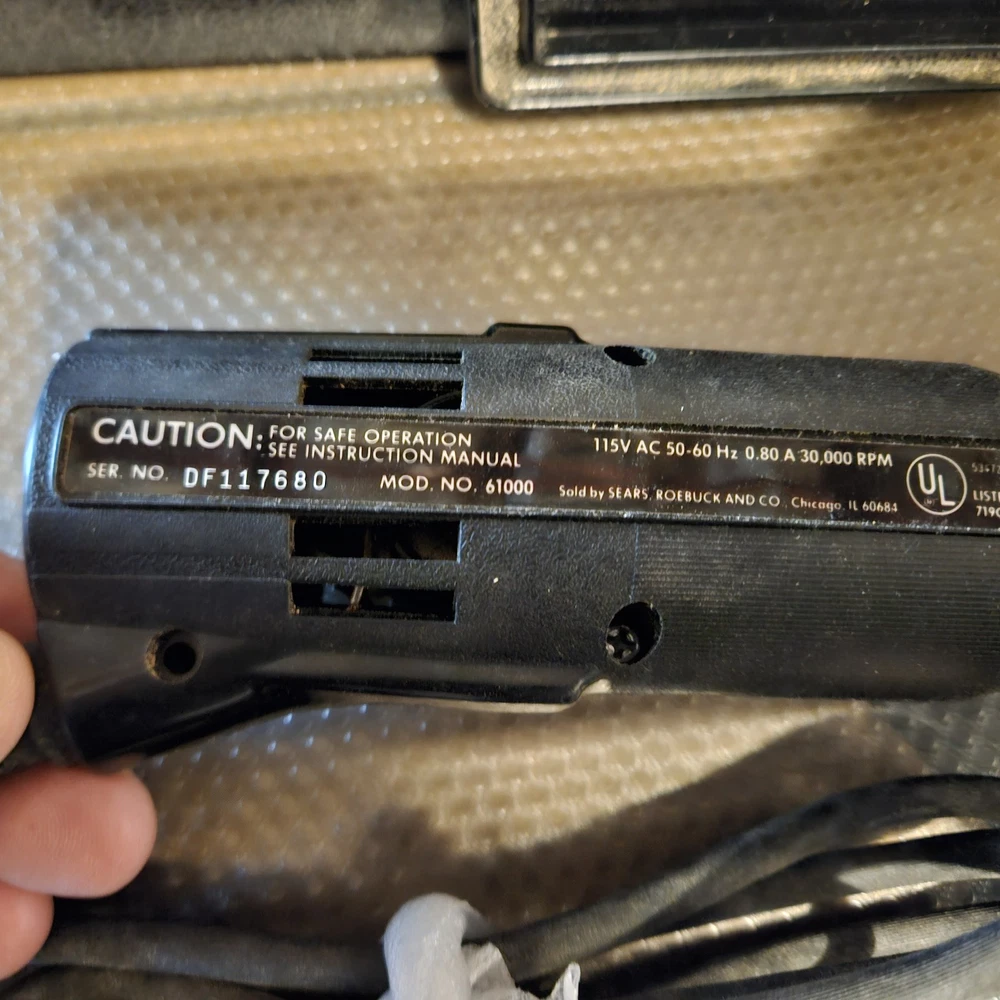 CAUTION: FOR SAFE OPERATION
SEE INSTRUCTION MANUAL
SER. NO. DF117680 MOD. NO. 61000
115V AC 50-60 Hz 0.80 A 30,000 RPM
Sold by SEARS, ROEBUCK AND CO., Chicago, IL 60684
UL